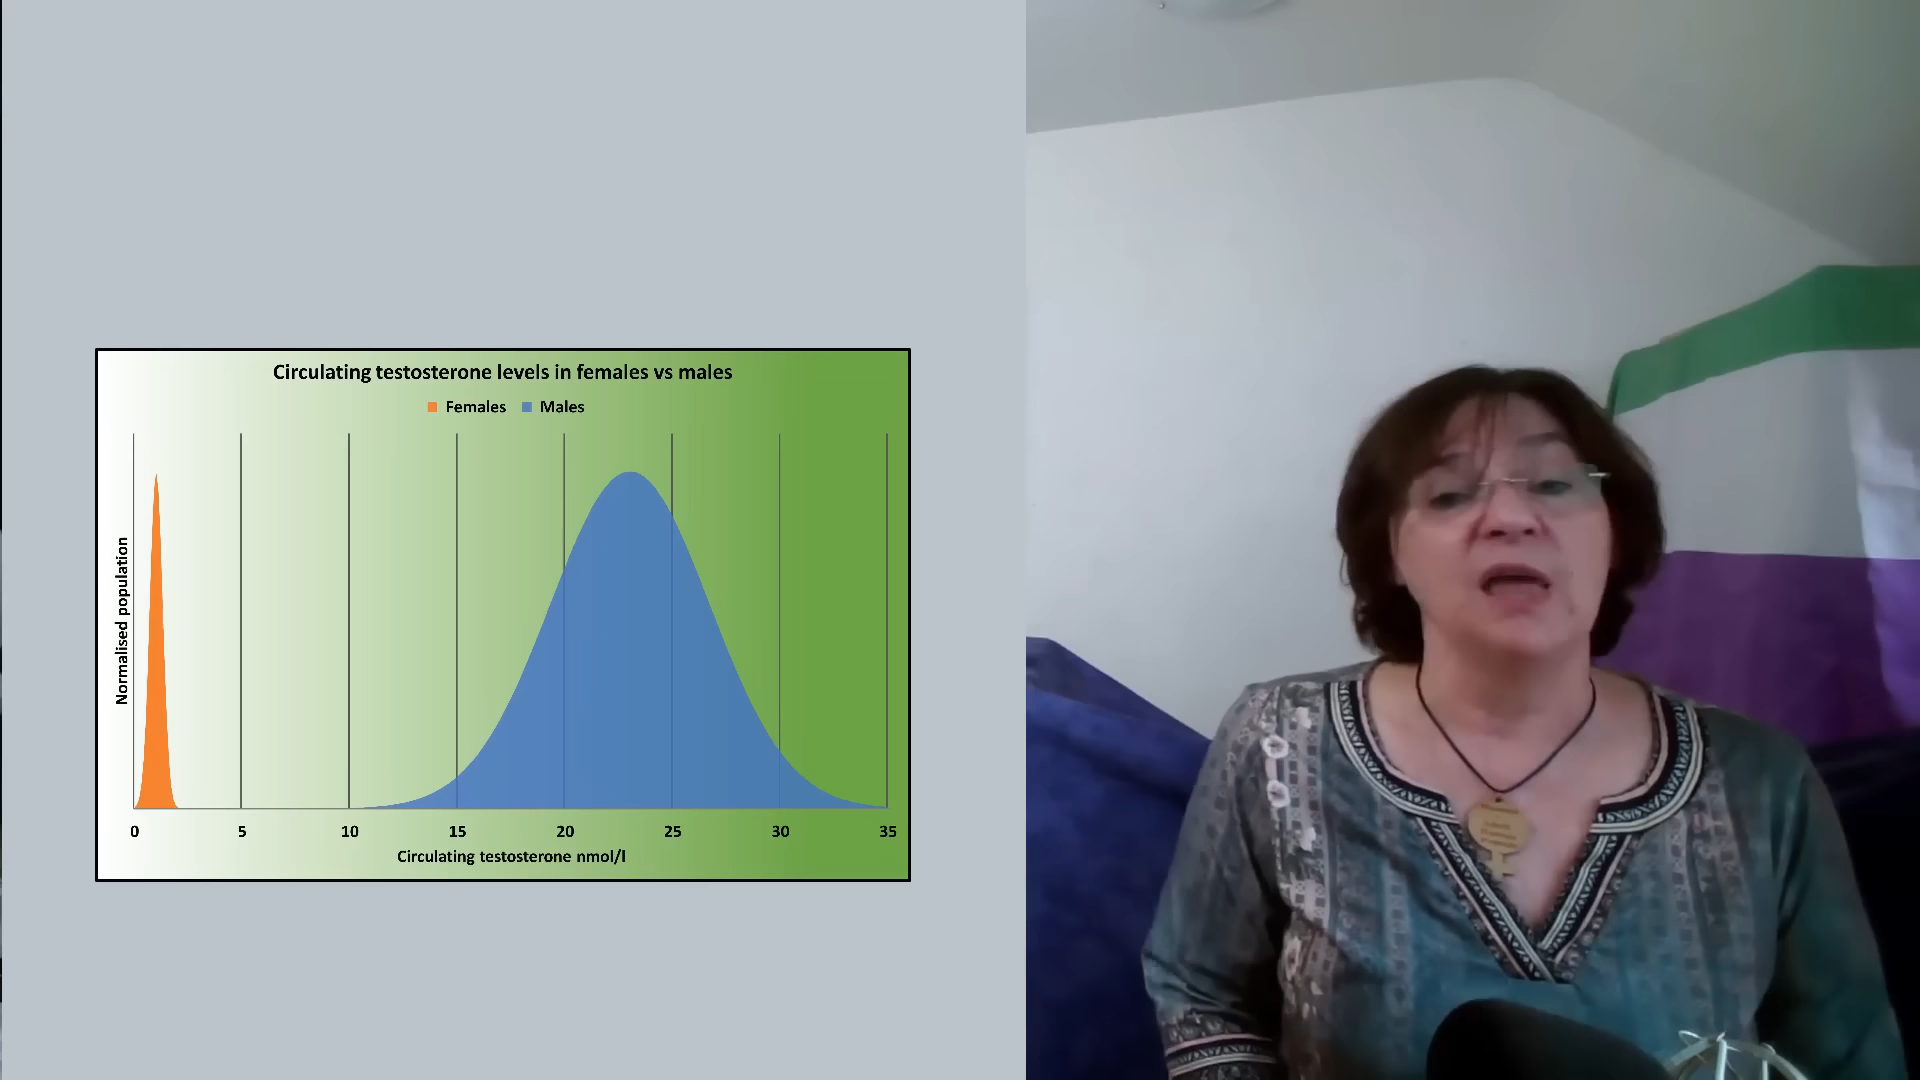 Circulating testosterone levels in females vs males
Females Males
Normalised population
0 5 10 15 20 25 30 35
Circulating testosterone nmol/l